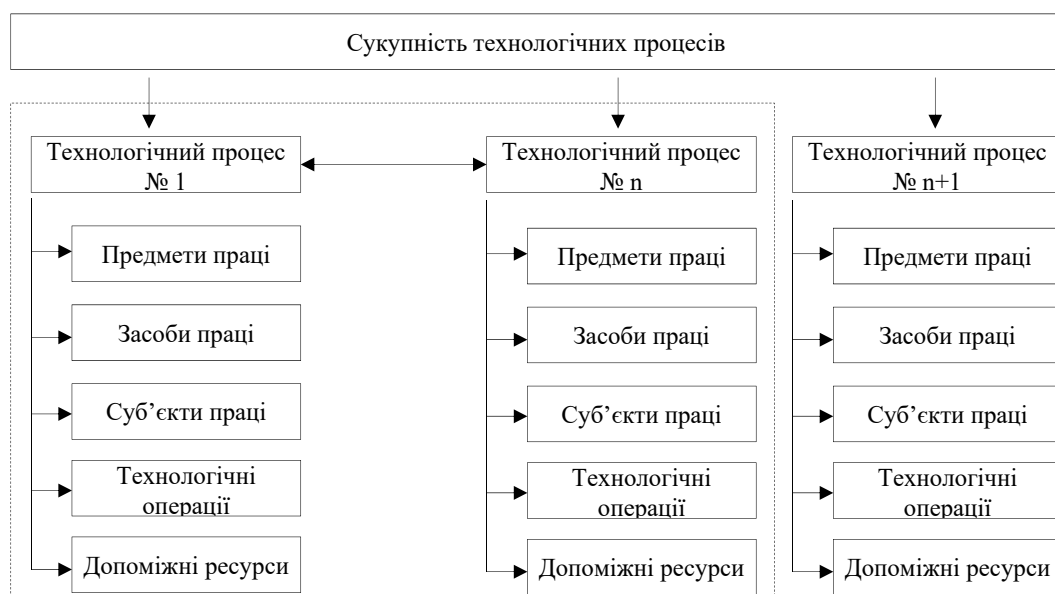 Сукупність технологічних процесів
Технологічний процес
№ 1
Предмети праці
Засоби праці
Суб’єкти праці
Технологічні
операції
Допоміжні ресурси
Технологічний процес
№ n
Предмети праці
Засоби праці
Суб’єкти праці
Технологічні
операції
Допоміжні ресурси
Технологічний процес
№ n+1
Предмети праці
Засоби праці
Суб’єкти праці
Технологічні
операції
Допоміжні ресурси